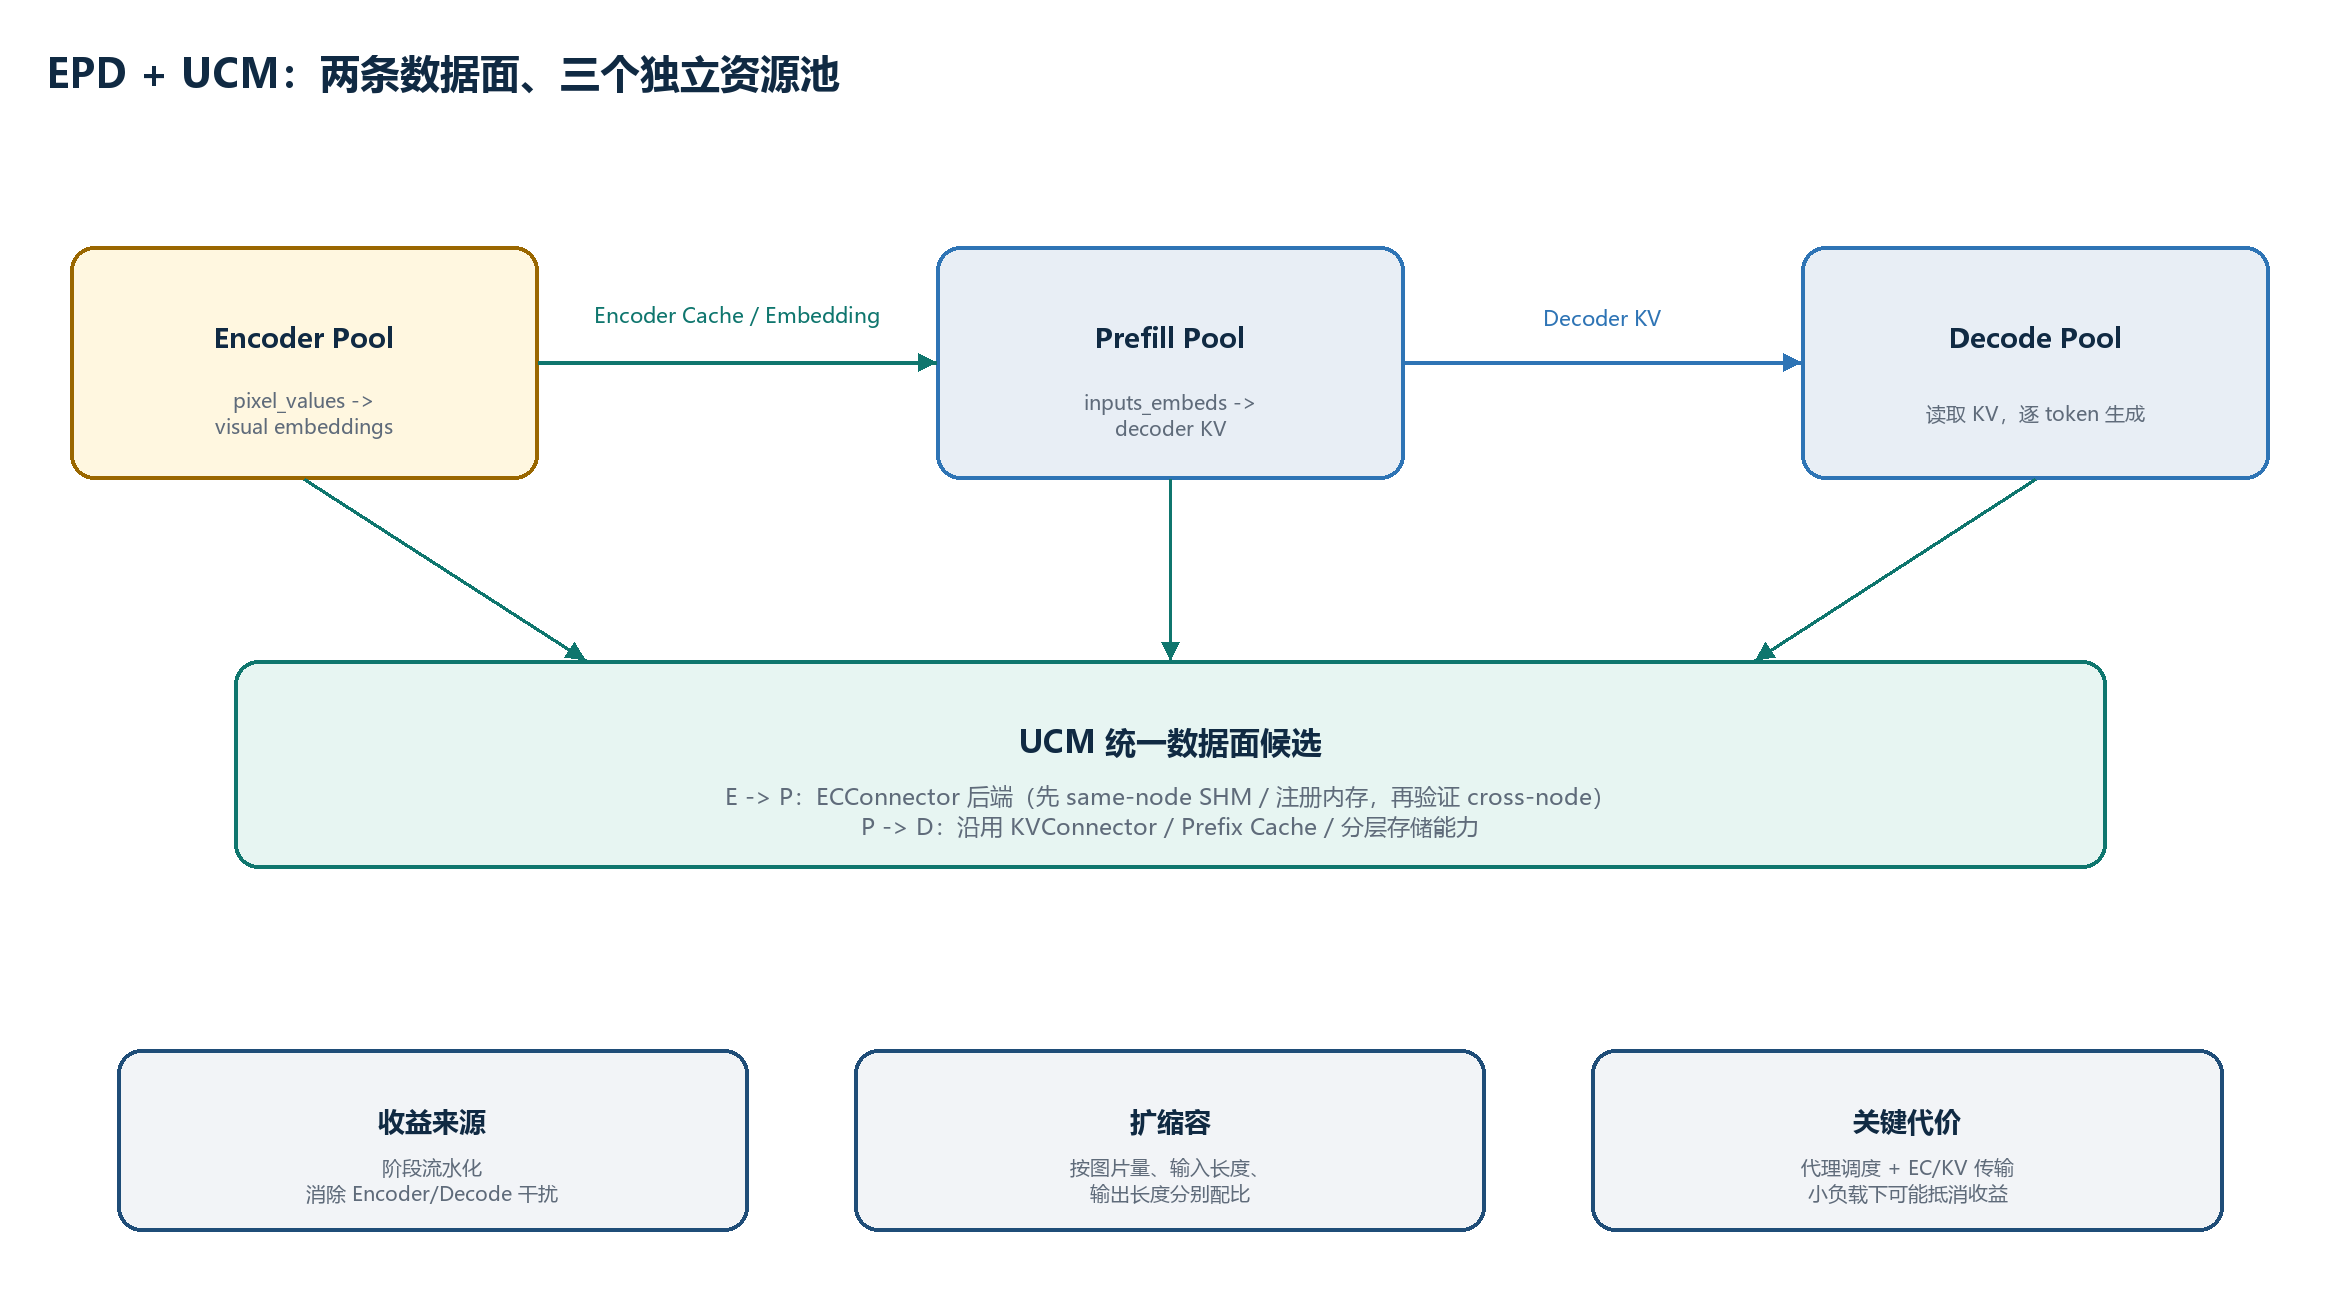 EPD + UCM：两条数据面、三个独立资源池
Encoder Pool
pixel_values ->
visual embeddings
Encoder Cache / Embedding
Prefill Pool
inputs_embeds ->
decoder KV
Decoder KV
Decode Pool
读取 KV，逐 token 生成
UCM 统一数据面候选
E -> P：ECConnector 后端（先 same-node SHM / 注册内存，再验证 cross-node）
P -> D：沿用 KVConnector / Prefix Cache / 分层存储能力
收益来源
阶段流水化
消除 Encoder/Decode 干扰
扩缩容
按图片量、输入长度、
输出长度分别配比
关键代价
代理调度 + EC/KV 传输
小负载下可能抵消收益